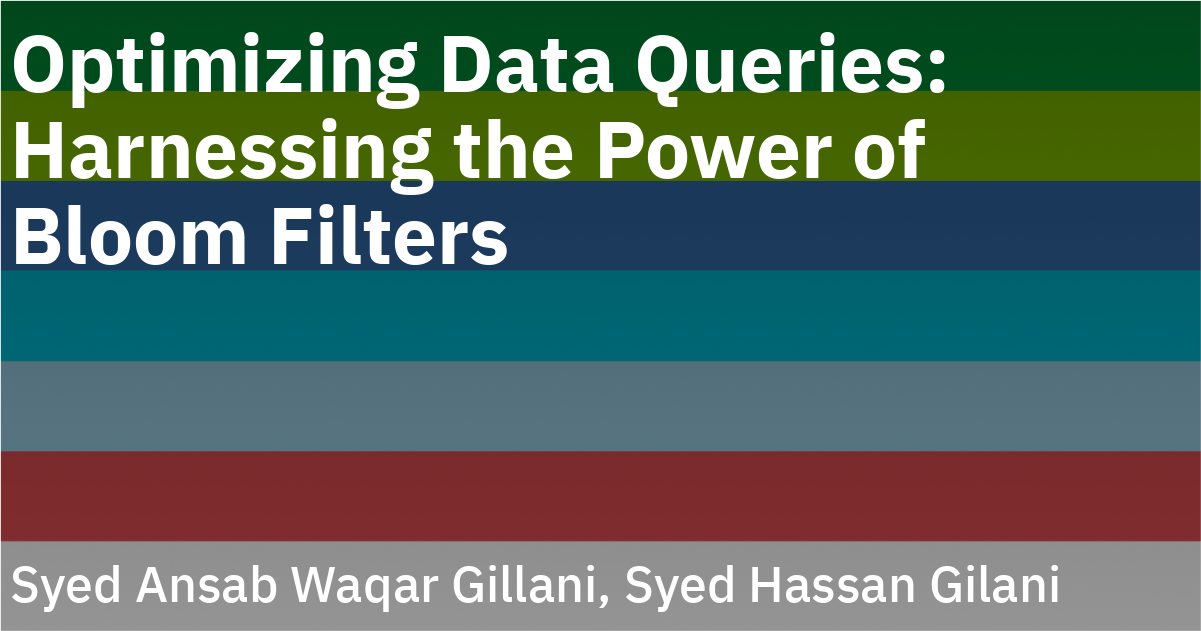 Optimizing Data Queries:
Harnessing the Power of
Bloom Filters
Syed Ansab Waqar Gillani, Syed Hassan Gilani